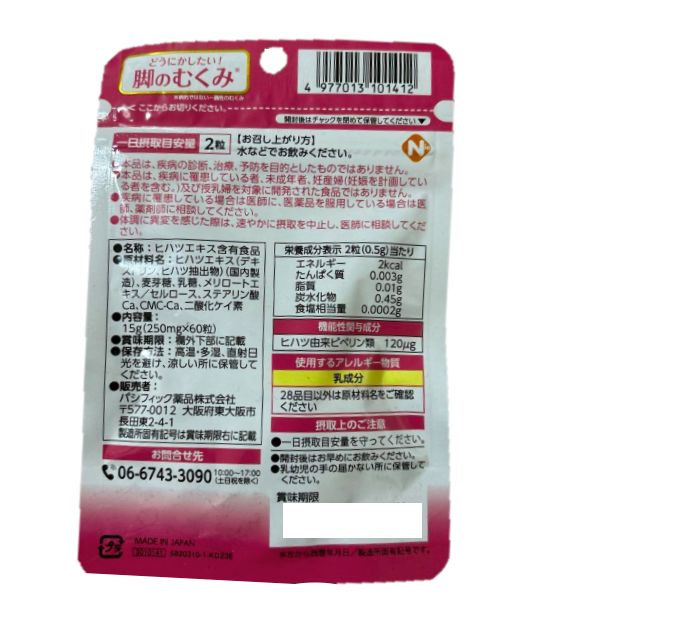 どうにかしたい!
脚のむくみ®
※病的ではない一過性のむくみ
4 977013 101412
ここからお切りください。
開封後はチャックを閉めて保管してください▼
一日摂取目安量 2粒
【お召し上がり方】
水などでお飲みください。
N
●本品は、疾病の診断、治療、予防を目的としたものではありません。
●本品は、疾病に罹患している者、未成年者、妊産婦(妊娠を計画してい
る者を含む。)及び授乳婦を対象に開発された食品ではありません。
●疾病に罹患している場合は医師に、医薬品を服用している場合は医
師、薬剤師に相談してください。
●体調に異変を感じた際は、速やかに摂取を中止し、医師に相談してくだ
さい。
●名称:ヒハツエキス含有食品
●原材料名:ヒハツエキス(デキ
ストリン、ヒハツ抽出物)(国内製
造)、麦芽糖、乳糖、メリロートエ
キス/セルロース、ステアリン酸
Ca、CMC-Ca、二酸化ケイ素
●内容量:
15g(250mg×60粒)
●賞味期限:欄外下部に記載
●保存方法:高温・多湿、直射日
光を避け、涼しい所に保管して
ください。
●販売者:
パシフィック薬品株式会社
〒577-0012 大阪府東大阪市
長田東2-4-1
製造所固有記号は賞味期限右に記載
お問合せ先
06-6743-3090 10:00~17:00
(土日祝を除く)
栄養成分表示 2粒(0.5g)当たり
エネルギー 2kcal
たんぱく質 0.003g
脂質 0.01g
炭水化物 0.45g
食塩相当量 0.0002g
機能性関与成分
ヒハツ由来ピペリン類 120μg
使用するアレルギー物質
乳成分
28品目以外は原材料名をご確認
ください
摂取上のご注意
●一日摂取目安量を守ってください。
●開封後はお早めにお飲みください。
●乳幼児の手の届かない所に保管して
ください。
賞味期限
プラ
MADE IN JAPAN